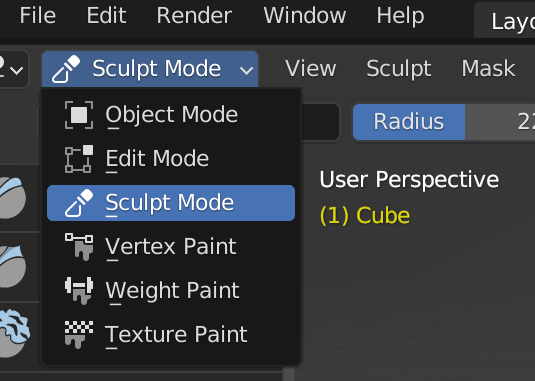 File Edit Render Window Help Layo
Sculpt Mode View Sculpt Mask
Object Mode
Radius 22
Edit Mode
User Perspective
Sculpt Mode
(1) Cube
Vertex Paint
Weight Paint
Texture Paint